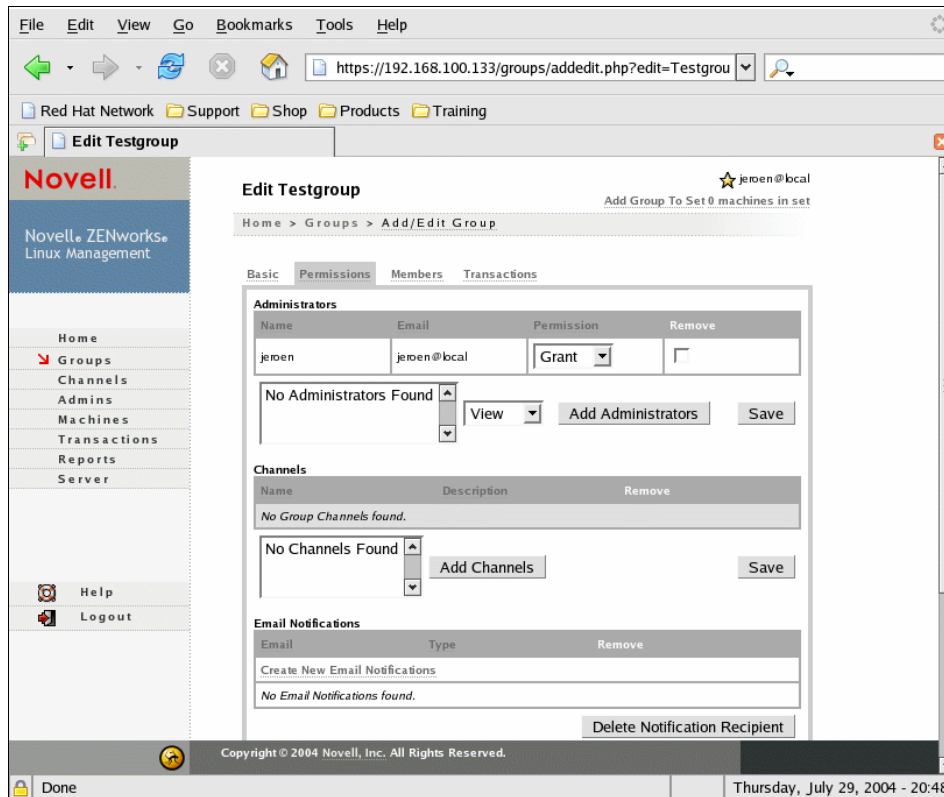 File Edit View Go Bookmarks Tools Help
https://192.168.100.133/groups/addedit.php?edit=Testgrou
Red Hat Network Support Shop Products Training
Edit Testgroup
Novell.
Novell® ZENworks®
Linux Management
Home
Groups
Channels
Admins
Machines
Transactions
Reports
Server
Help
Logout
Edit Testgroup
jeroen@local
Add Group To Set 0 machines in set
Home > Groups > Add/Edit Group
Basic Permissions Members Transactions
Administrators
Name Email Permission Remove
jeroen jeroen@local Grant
No Administrators Found View Add Administrators Save
Channels
Name Description Remove
No Group Channels found.
No Channels Found Add Channels Save
Email Notifications
Email Type Remove
Create New Email Notifications
No Email Notifications found.
Delete Notification Recipient
Copyright © 2004 Novell, Inc. All Rights Reserved.
Done Thursday, July 29, 2004 - 20:48